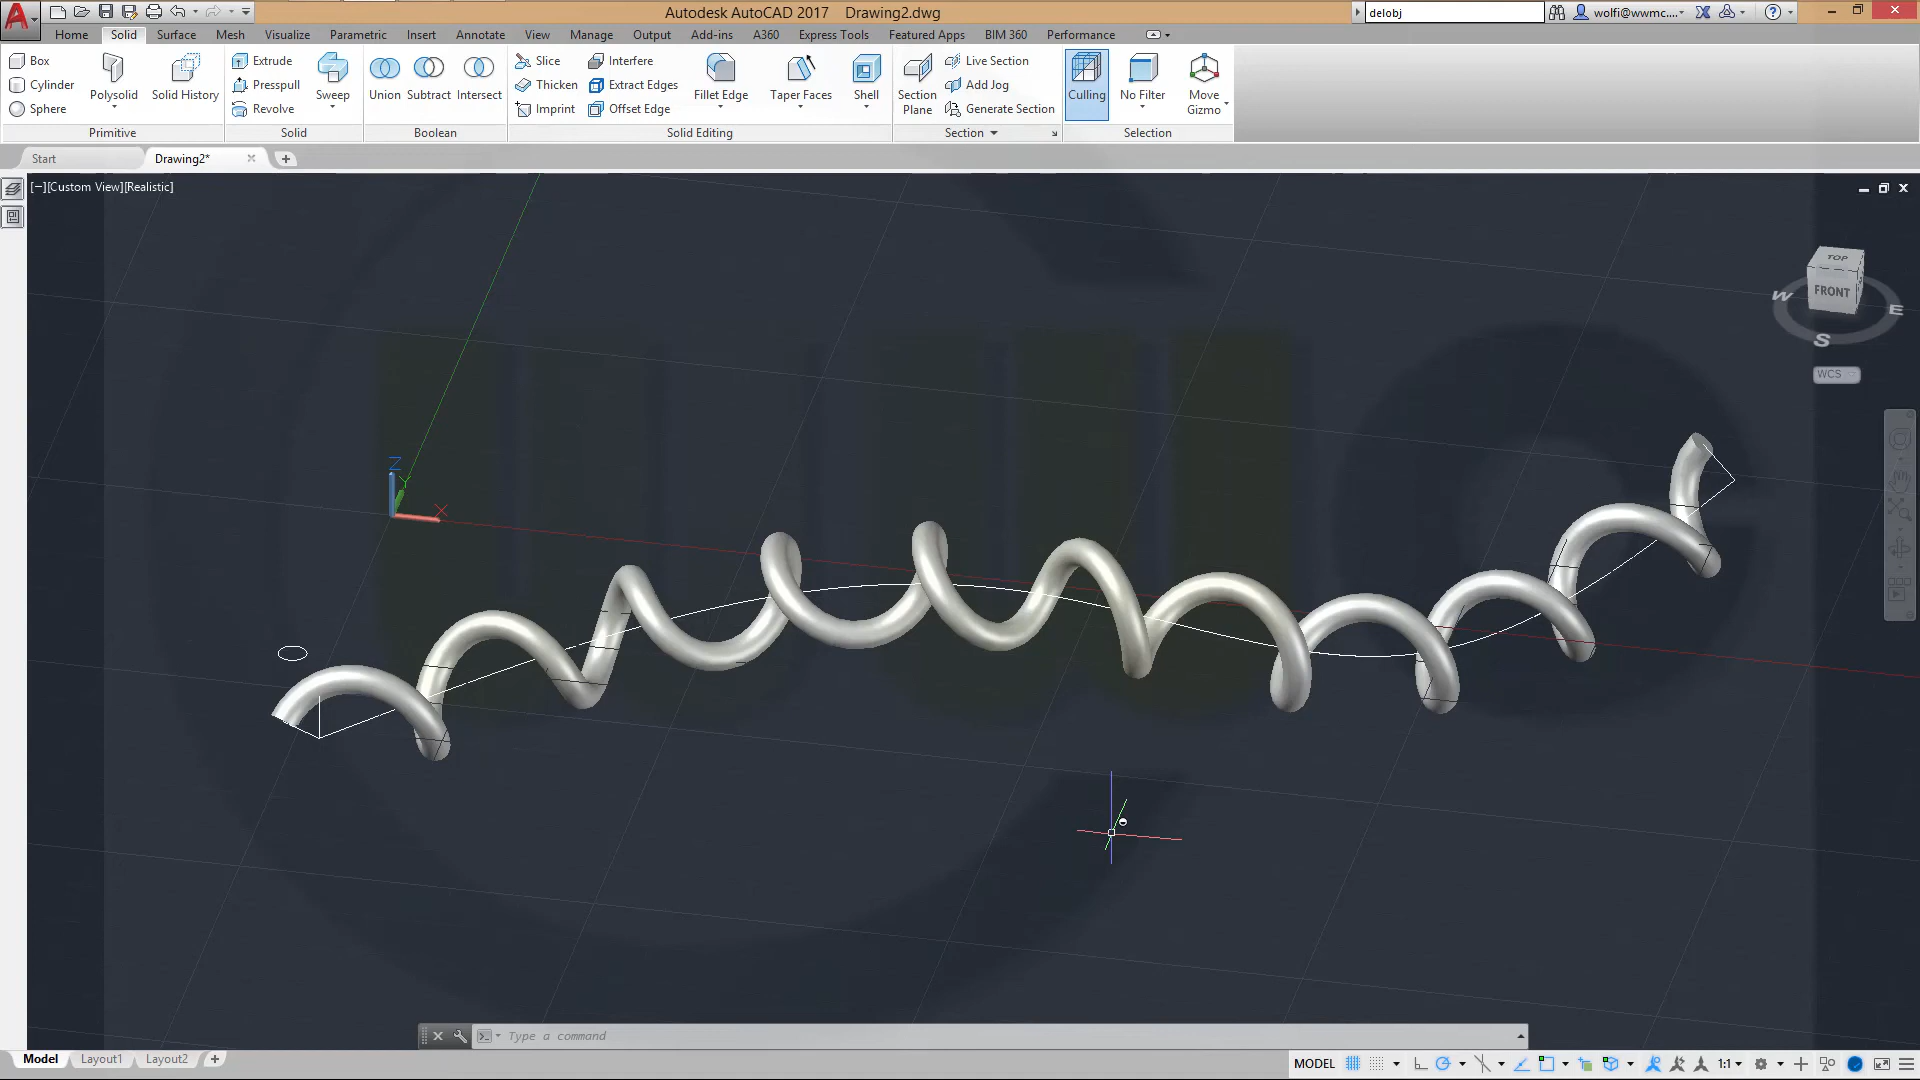 Autodesk AutoCAD 2017 Drawing2.dwg
delobj
wolfi@wwmc....
Home Solid Surface Mesh Visualize Parametric Insert Annotate View Manage Output Add-ins A360 Express Tools Featured Apps BIM 360 Performance
Box
Cylinder
Sphere
Polysolid
Solid History
Primitive
Extrude
Presspull
Revolve
Sweep
Solid
Union
Subtract
Intersect
Boolean
Slice
Thicken
Imprint
Interfere
Extract Edges
Offset Edge
Fillet Edge
Taper Faces
Shell
Solid Editing
Section
Plane
Live Section
Add Jog
Generate Section
Section
Culling
No Filter
Move
Gizmo
Selection
Start
Drawing2*
[−][Custom View][Realistic]
TOP
FRONT
W
E
S
WCS
Z
Y
X
Type a command
Model
Layout1
Layout2
MODEL
1:1